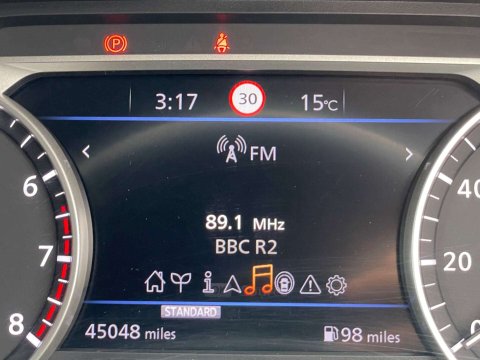 P
3:17 30 15°C
FM
89.1 MHz
BBC R2
STANDARD
45048 miles 98 miles
6
7
8
40
20
0